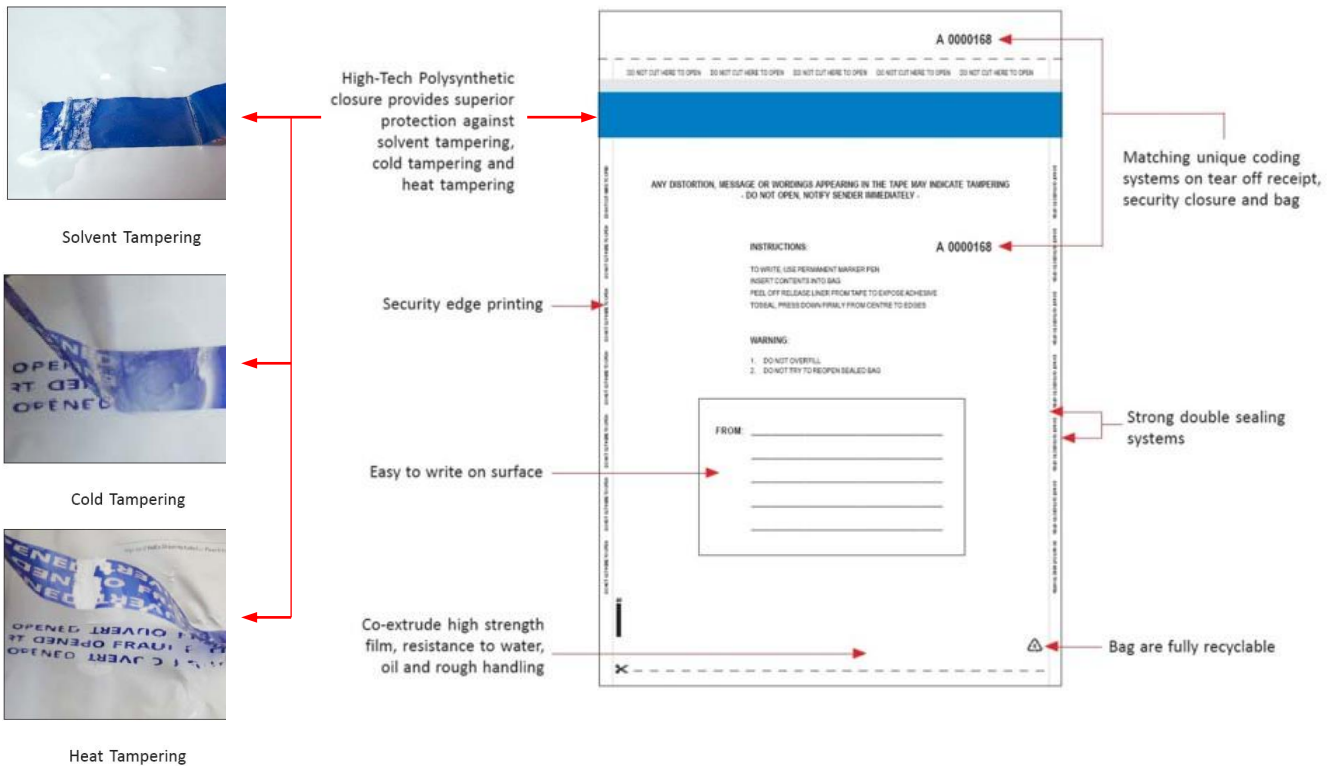 A 0000168
DO NOT CUT HERE TO OPEN DO NOT CUT HERE TO OPEN DO NOT CUT HERE TO OPEN DO NOT CUT HERE TO OPEN DO NOT CUT HERE TO OPEN
High-Tech Polysynthetic
closure provides superior
protection against
solvent tampering,
cold tampering and
heat tampering
Solvent Tampering
Matching unique coding
systems on tear off receipt,
security closure and bag
ANY DISTORTION, MESSAGE OR WORDINGS APPEARING IN THE TAPE MAY INDICATE TAMPERING
- DO NOT OPEN, NOTIFY SENDER IMMEDIATELY -
INSTRUCTIONS:
A 0000168
TO WRITE, USE PERMANENT MARKER PEN
INSERT CONTENTS INTO BAG
PEEL OFF RELEASE LINER FROM TAPE TO EXPOSE ADHESIVE
TOSEAL, PRESS DOWN FIRMLY FROM CENTRE TO EDGES
Security edge printing
WARNING:
1. DO NOT OVERFILL
2. DO NOT TRY TO REOPEN SEALED BAG
OPENED
OPENED
Cold Tampering
FROM:
Strong double sealing
systems
Easy to write on surface
OPENED
OPENED
OPENED
Heat Tampering
Co-extrude high strength
film, resistance to water,
oil and rough handling
Bag are fully recyclable